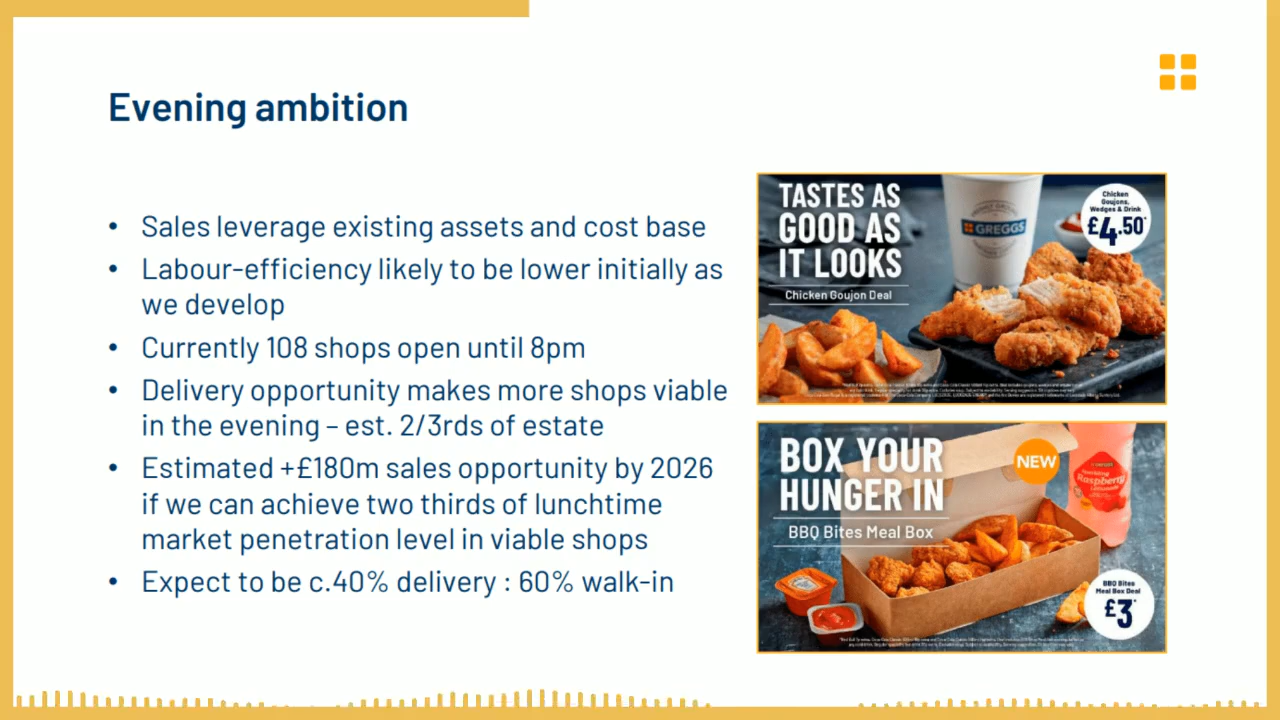 Evening ambition
• Sales leverage existing assets and cost base
• Labour-efficiency likely to be lower initially as
we develop
• Currently 108 shops open until 8pm
• Delivery opportunity makes more shops viable
in the evening – est. 2/3rds of estate
• Estimated +£180m sales opportunity by 2026
if we can achieve two thirds of lunchtime
market penetration level in viable shops
• Expect to be c.40% delivery : 60% walk-in
TASTES AS
GOOD AS
IT LOOKS
Chicken Goujon Deal
GREGGS
Chicken
Goujons,
Wedges & Drink
£4.50*
BOX YOUR
HUNGER IN
BBQ Bites Meal Box
NEW
Sparkling
Raspberry
Lemonade
BBQ Bites
Meal Box Deal
£3*